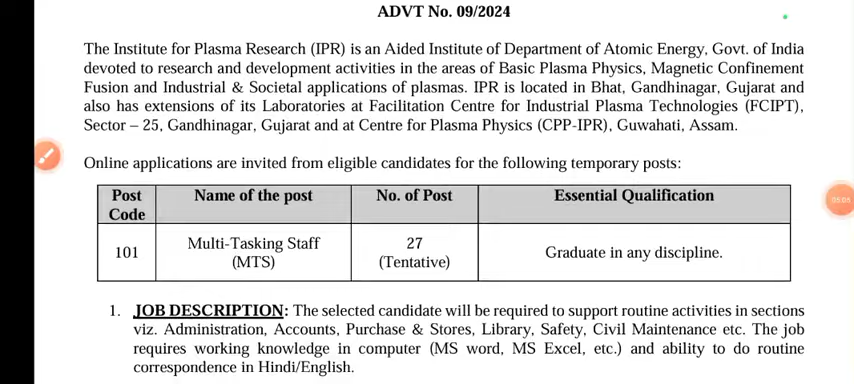 ADVT No. 09/2024
The Institute for Plasma Research (IPR) is an Aided Institute of Department of Atomic Energy, Govt. of India
devoted to research and development activities in the areas of Basic Plasma Physics, Magnetic Confinement
Fusion and Industrial & Societal applications of plasmas. IPR is located in Bhat, Gandhinagar, Gujarat and
also has extensions of its Laboratories at Facilitation Centre for Industrial Plasma Technologies (FCIPT),
Sector – 25, Gandhinagar, Gujarat and at Centre for Plasma Physics (CPP-IPR), Guwahati, Assam.
Online applications are invited from eligible candidates for the following temporary posts:
Post Code Name of the post No. of Post Essential Qualification
101 Multi-Tasking Staff (MTS) 27 (Tentative) Graduate in any discipline.
1. JOB DESCRIPTION: The selected candidate will be required to support routine activities in sections
viz. Administration, Accounts, Purchase & Stores, Library, Safety, Civil Maintenance etc. The job
requires working knowledge in computer (MS word, MS Excel, etc.) and ability to do routine
correspondence in Hindi/English.